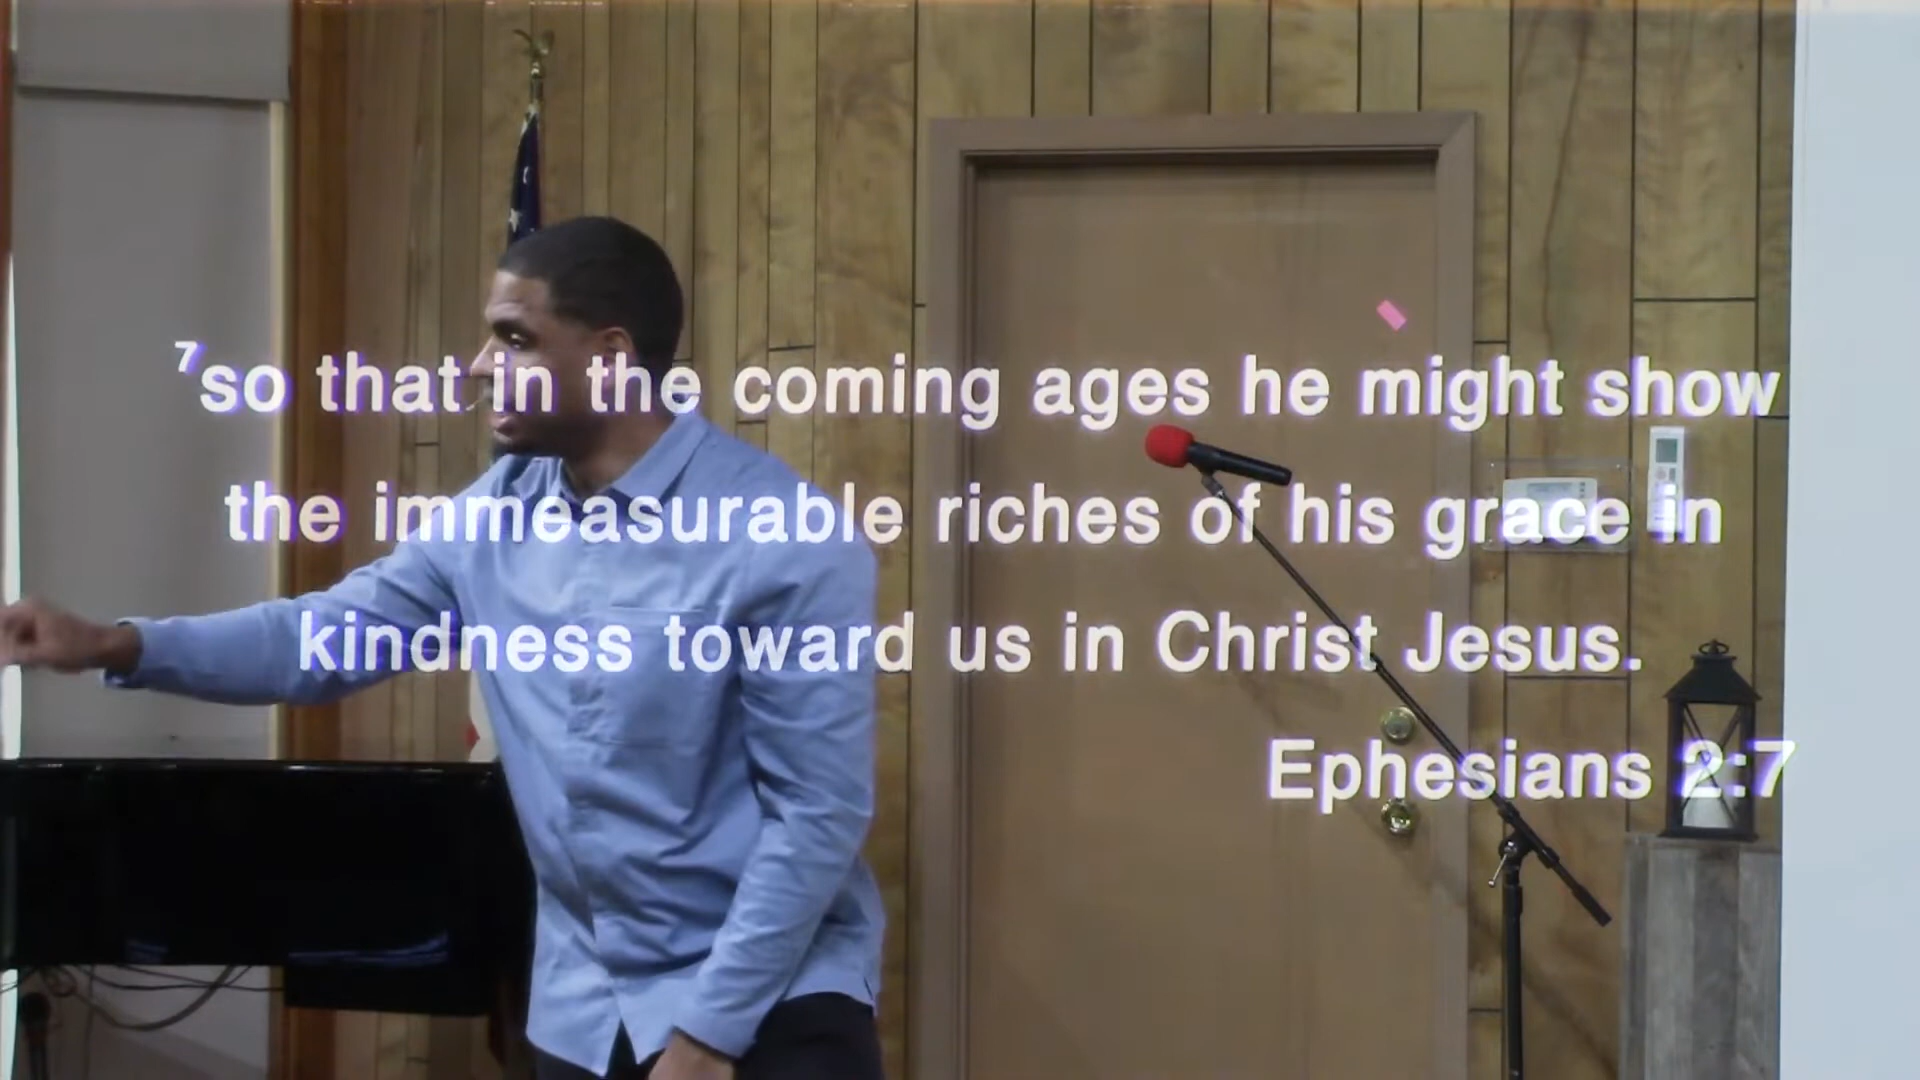 ⁷so that in the coming ages he might show
the immeasurable riches of his grace in
kindness toward us in Christ Jesus.
Ephesians 2:7